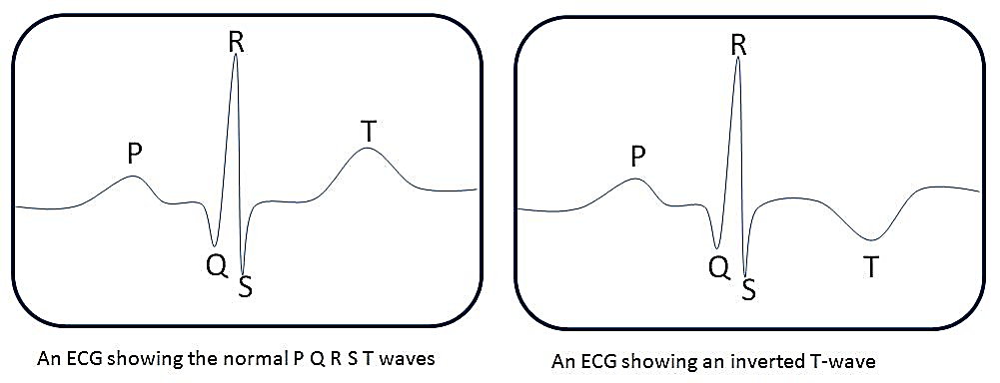 R
T
P
Q
S
An ECG showing the normal P Q R S T waves
R
P
Q
T
S
An ECG showing an inverted T-wave